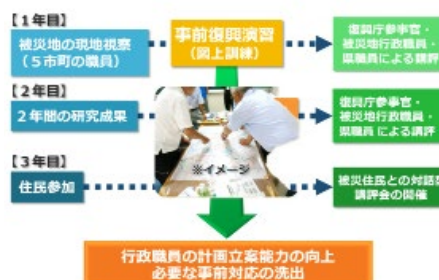 【1年目】
被災地の現地視察
(5市町の職員)
事前復興演習
(図上訓練)
復興庁参事官・
被災地行政職員・
県職員による講評
【2年目】
2年間の研究成果
復興庁参事官・
被災地行政職員・
県職員による講評
※イメージ
【3年目】
住民参加
被災住民との対話型
講評会の開催
行政職員の計画立案能力の向上
必要な事前対応の洗出